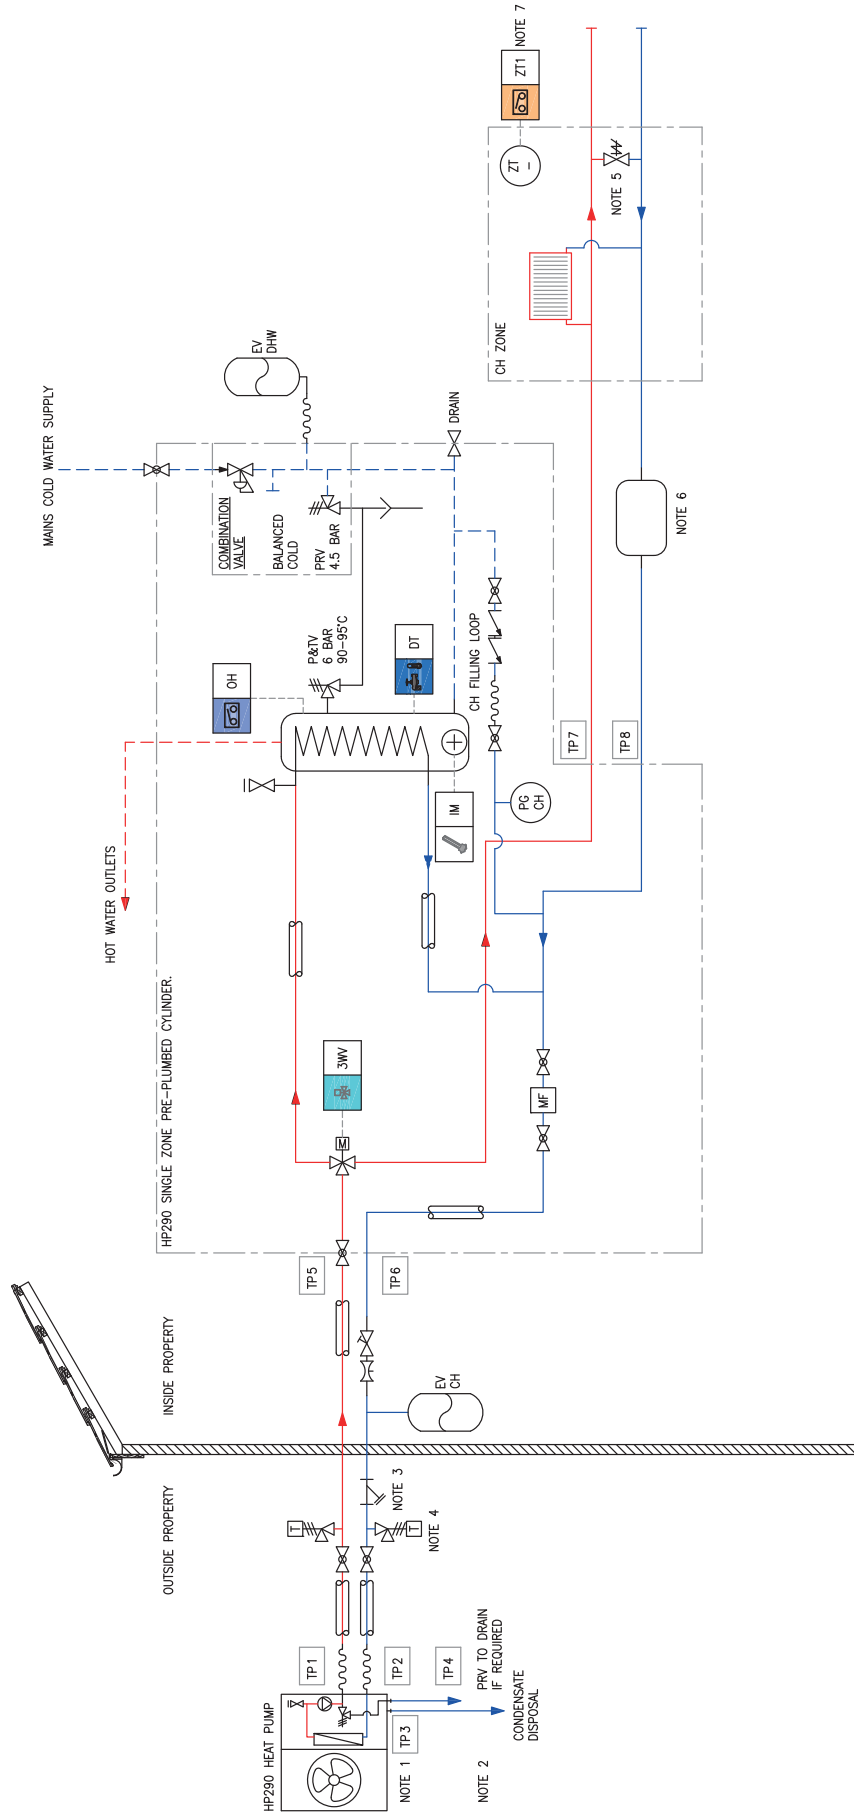 HP290 HEAT PUMP
NOTE 1
NOTE 2
TP1
TP2
TP3
TP4
PRV TO DRAIN
IF REQUIRED
CONDENSATE
DISPOSAL
T
T
NOTE 4
NOTE 3
OUTSIDE PROPERTY
INSIDE PROPERTY
EV
CH
TP5
TP6
HP290 SINGLE ZONE PRE-PLUMBED CYLINDER.
M
3WV
MF
HOT WATER OUTLETS
OH
IM
DT
P&TV
6 BAR
90-95°C
PG
CH
CH FILLING LOOP
TP7
TP8
COMBINATION
VALVE
BALANCED
COLD
PRV
4.5 BAR
MAINS COLD WATER SUPPLY
EV
DHW
DRAIN
NOTE 6
CH ZONE
NOTE 5
ZT
-
ZT1
NOTE 7